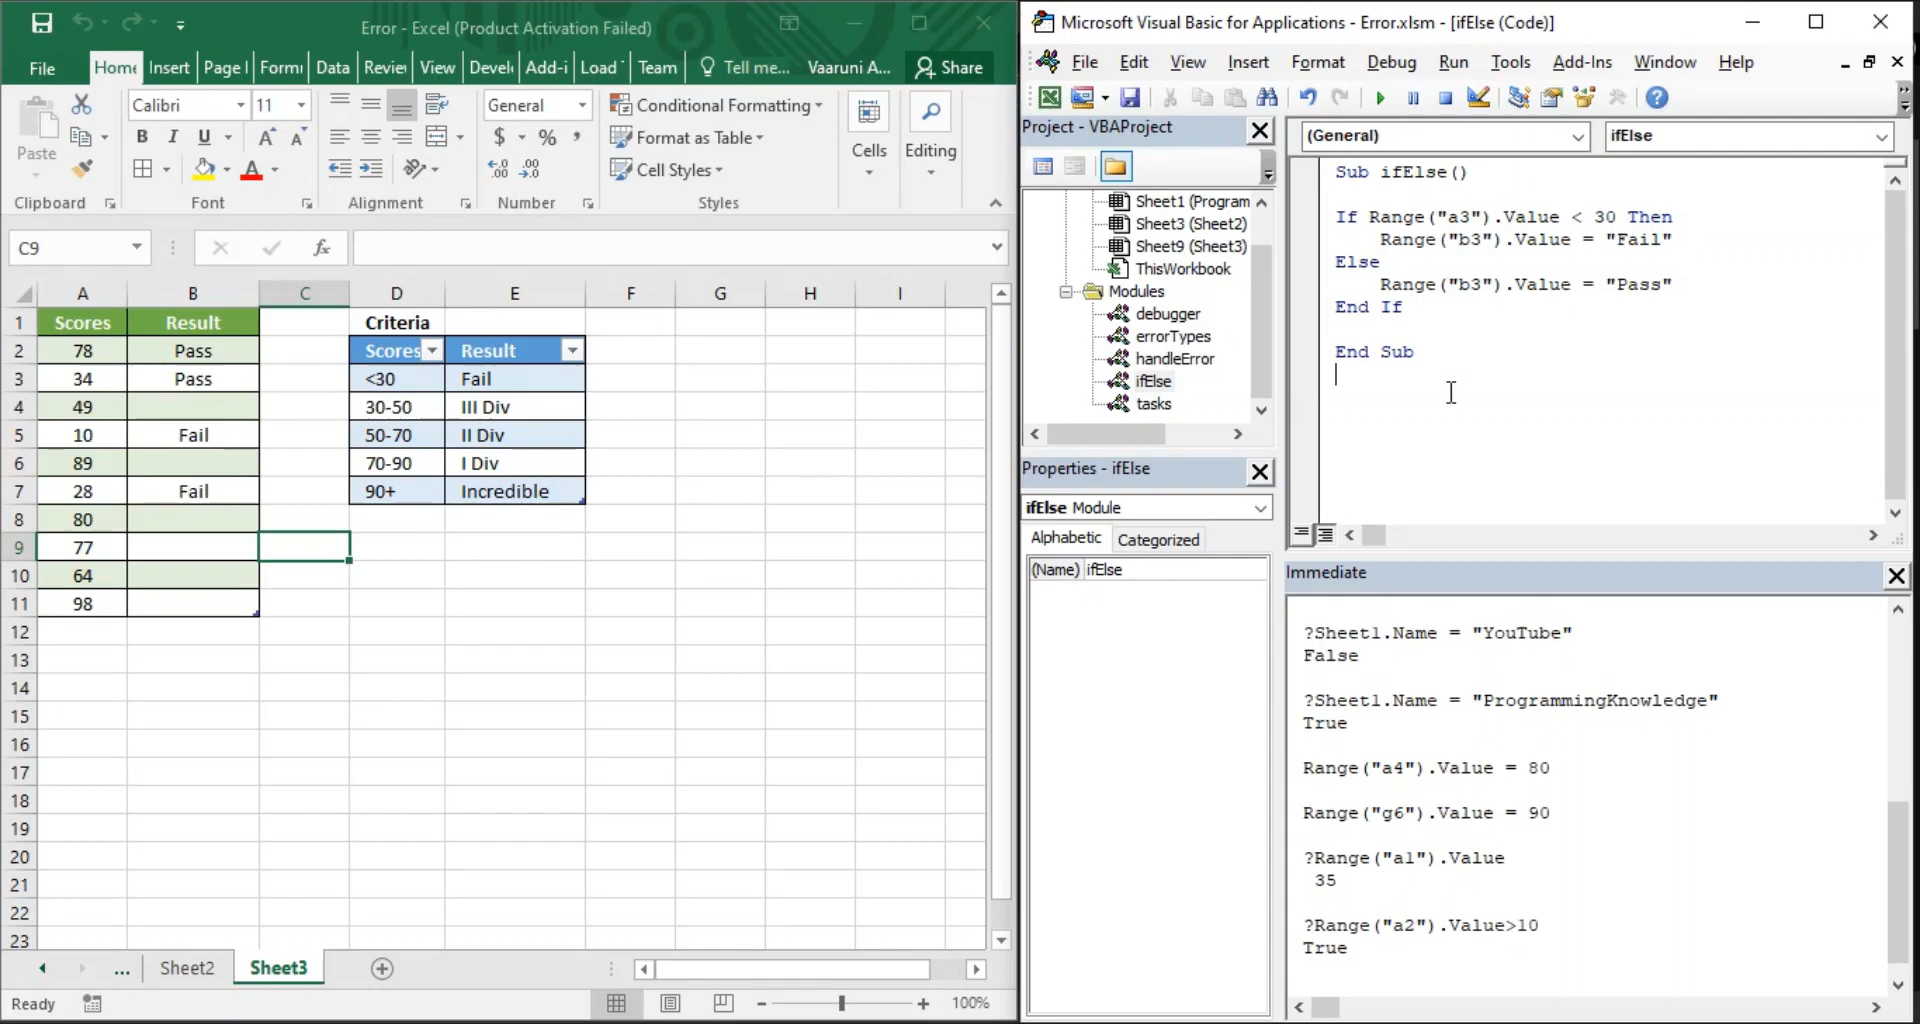 Error - Excel (Product Activation Failed)
File
Home
Insert
Page l
Formu
Data
Review
View
Develo
Add-i
Load T
Team
Tell me...
Vaaruni A...
Share
Paste
Clipboard
Calibri
11
B I U
A A
A
Font
Alignment
General
$ % ,
Number
Conditional Formatting
Format as Table
Cell Styles
Styles
Cells
Editing
C9
fx
A B C D E F G H I
1 Scores Result Criteria
2 78 Pass Scores Result
3 34 Pass <30 Fail
4 49 30-50 III Div
5 10 Fail 50-70 II Div
6 89 70-90 I Div
7 28 Fail 90+ Incredible
8 80
9 77
10 64
11 98
12
13
14
15
16
17
18
19
20
21
22
23
... Sheet2 Sheet3
Ready
100%
Microsoft Visual Basic for Applications - Error.xlsm - [ifElse (Code)]
File Edit View Insert Format Debug Run Tools Add-Ins Window Help
Project - VBAProject
Sheet1 (Program
Sheet3 (Sheet2)
Sheet9 (Sheet3)
ThisWorkbook
Modules
debugger
errorTypes
handleError
ifElse
tasks
Properties - ifElse
ifElse Module
Alphabetic Categorized
(Name) ifElse
(General)
ifElse
Sub ifElse()
If Range("a3").Value < 30 Then
Range("b3").Value = "Fail"
Else
Range("b3").Value = "Pass"
End If
End Sub
Immediate
?Sheet1.Name = "YouTube"
False
?Sheet1.Name = "ProgrammingKnowledge"
True
Range("a4").Value = 80
Range("g6").Value = 90
?Range("a1").Value
35
?Range("a2").Value>10
True